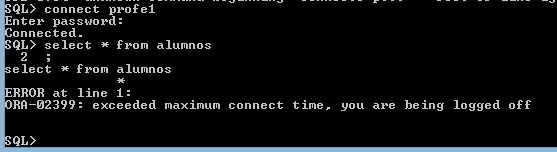 SQL> connect profe1
Enter password:
Connected.
SQL> select * from alumnos
  2  ;
select * from alumnos
              *
ERROR at line 1:
ORA-02399: exceeded maximum connect time, you are being logged off
SQL>